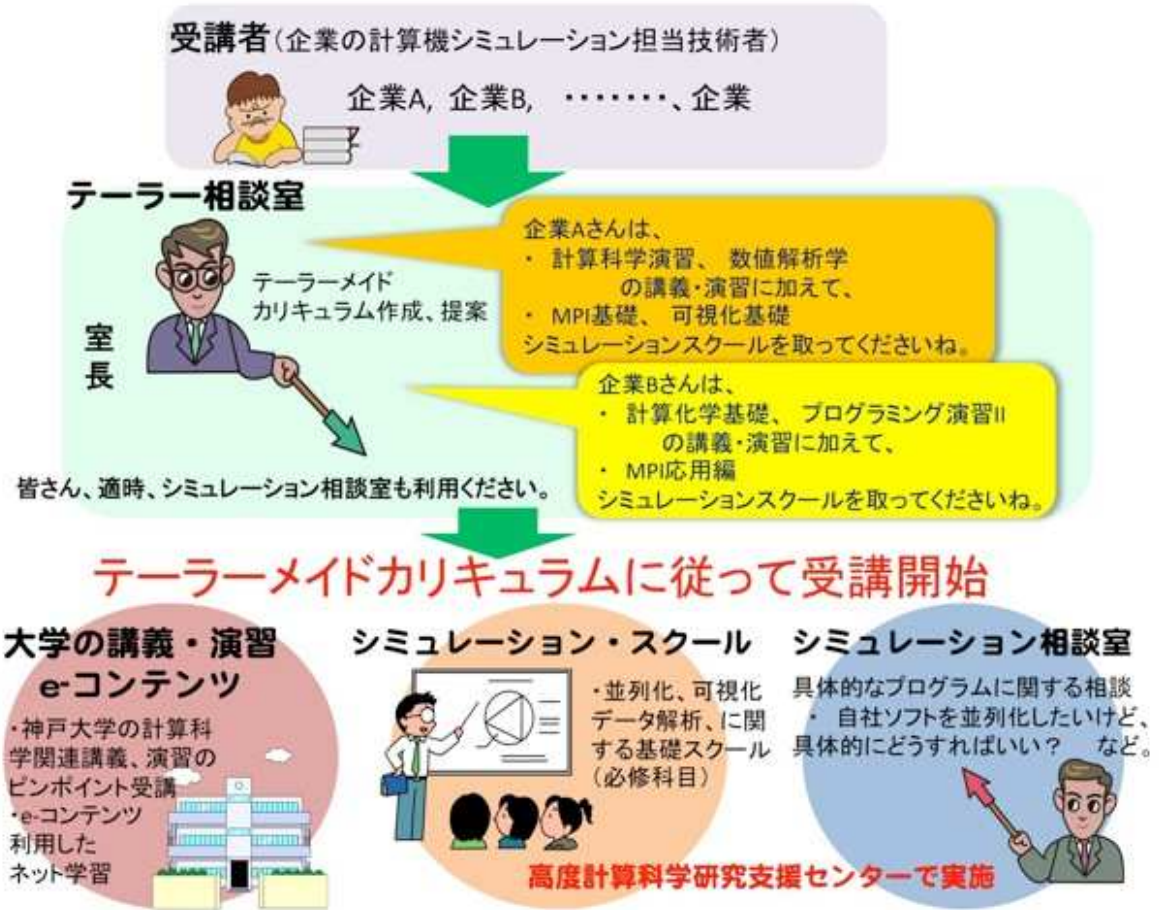 受講者(企業の計算機シミュレーション担当技術者)
企業A, 企業B, ・・・・・・・、企業
テーラー相談室
テーラーメイド
カリキュラム作成、提案
室長
企業Aさんは、
・ 計算科学演習、 数値解析学
の講義・演習に加えて、
・ MPI基礎、 可視化基礎
シミュレーションスクールを取ってくださいね。
企業Bさんは、
・ 計算化学基礎、 プログラミング演習II
の講義・演習に加えて、
・ MPI応用編
シミュレーションスクールを取ってくださいね。
皆さん、適時、シミュレーション相談室も利用ください。
テーラーメイドカリキュラムに従って受講開始
大学の講義・演習
e-コンテンツ
・神戸大学の計算科
学関連講義、演習の
ピンポイント受講
・e-コンテンツ
利用した
ネット学習
シミュレーション・スクール
・並列化、可視化
データ解析、に関
する基礎スクール
(必修科目)
シミュレーション相談室
具体的なプログラムに関する相談
・ 自社ソフトを並列化したいけど、
具体的にどうすればいい? など。
高度計算科学研究支援センターで実施